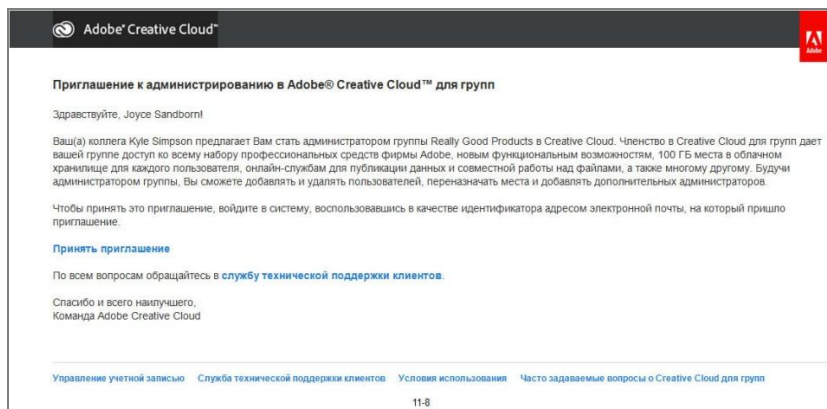 Adobe® Creative Cloud™
Adobe
Приглашение к администрированию в Adobe® Creative Cloud™ для групп
Здравствуйте, Joyce Sandborn!
Ваш(а) коллега Kyle Simpson предлагает Вам стать администратором группы Really Good Products в Creative Cloud. Членство в Creative Cloud для групп дает
вашей группе доступ ко всему набору профессиональных средств фирмы Adobe, новым функциональным возможностям, 100 ГБ места в облачном
хранилище для каждого пользователя, онлайн-службам для публикации данных и совместной работы над файлами, а также многому другому. Будучи
администратором группы, Вы сможете добавлять и удалять пользователей, переназначать места и добавлять дополнительных администраторов.
Чтобы принять это приглашение, войдите в систему, воспользовавшись в качестве идентификатора адресом электронной почты, на который пришло
приглашение.
Принять приглашение
По всем вопросам обращайтесь в службу технической поддержки клиентов.
Спасибо и всего наилучшего,
Команда Adobe Creative Cloud
Управление учетной записью Служба технической поддержки клиентов Условия использования Часто задаваемые вопросы о Creative Cloud для групп
11-8